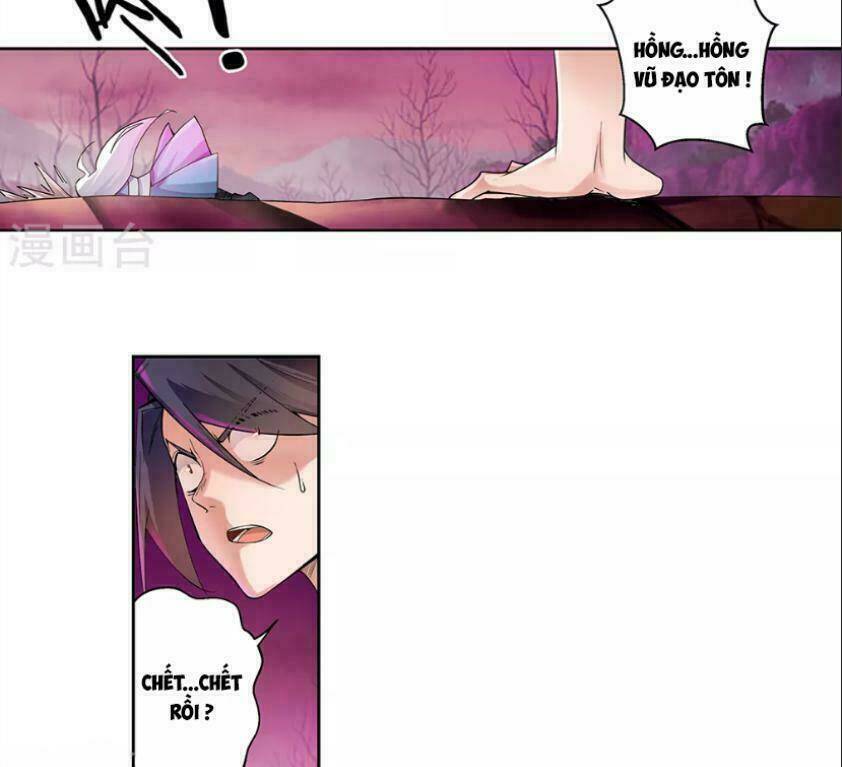 HỒNG...HỒNG
VŨ ĐẠO TÔN !
漫画台
CHẾT...CHẾT
RỒI ?